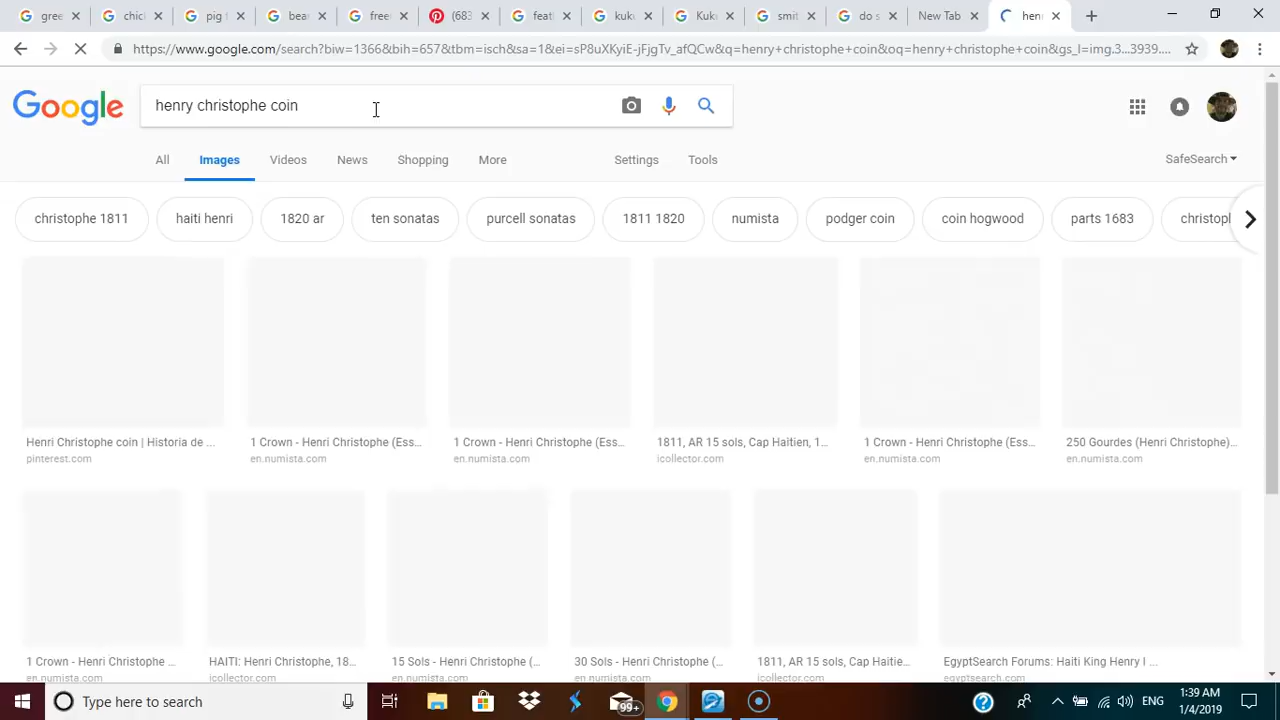 gree
chicl
pig f
bea
free
(683
feat
kuku
Kuk
smit
do s
New Tab
henr
https://www.google.com/search?biw=1366&bih=657&tbm=isch&sa=1&ei=sP8uXKyiE-jFjgTv_afQCw&q=henry+christophe+coin&oq=henry+christophe+coin&gs_l=img.3...3939....
Google
henry christophe coin
All Images Videos News Shopping More Settings Tools
SafeSearch
christophe 1811 haiti henri 1820 ar ten sonatas purcell sonatas 1811 1820 numista podger coin coin hogwood parts 1683 christopl
Henri Christophe coin | Historia de ...
pinterest.com
1 Crown - Henri Christophe (Ess...
en.numista.com
1 Crown - Henri Christophe (Ess...
en.numista.com
1811, AR 15 sols, Cap Haitien, 1...
icollector.com
1 Crown - Henri Christophe (Ess...
en.numista.com
250 Gourdes (Henri Christophe)...
en.numista.com
1 Crown - Henri Christophe ...
en.numista.com
HAITI: Henri Christophe, 18...
icollector.com
15 Sols - Henri Christophe (...
en.numista.com
30 Sols - Henri Christophe (...
en.numista.com
1811, AR 15 sols, Cap Haitie...
icollector.com
EgyptSearch Forums: Haiti King Henry I ...
egyptsearch.com
Type here to search
99+
ENG
1:39 AM
1/4/2019